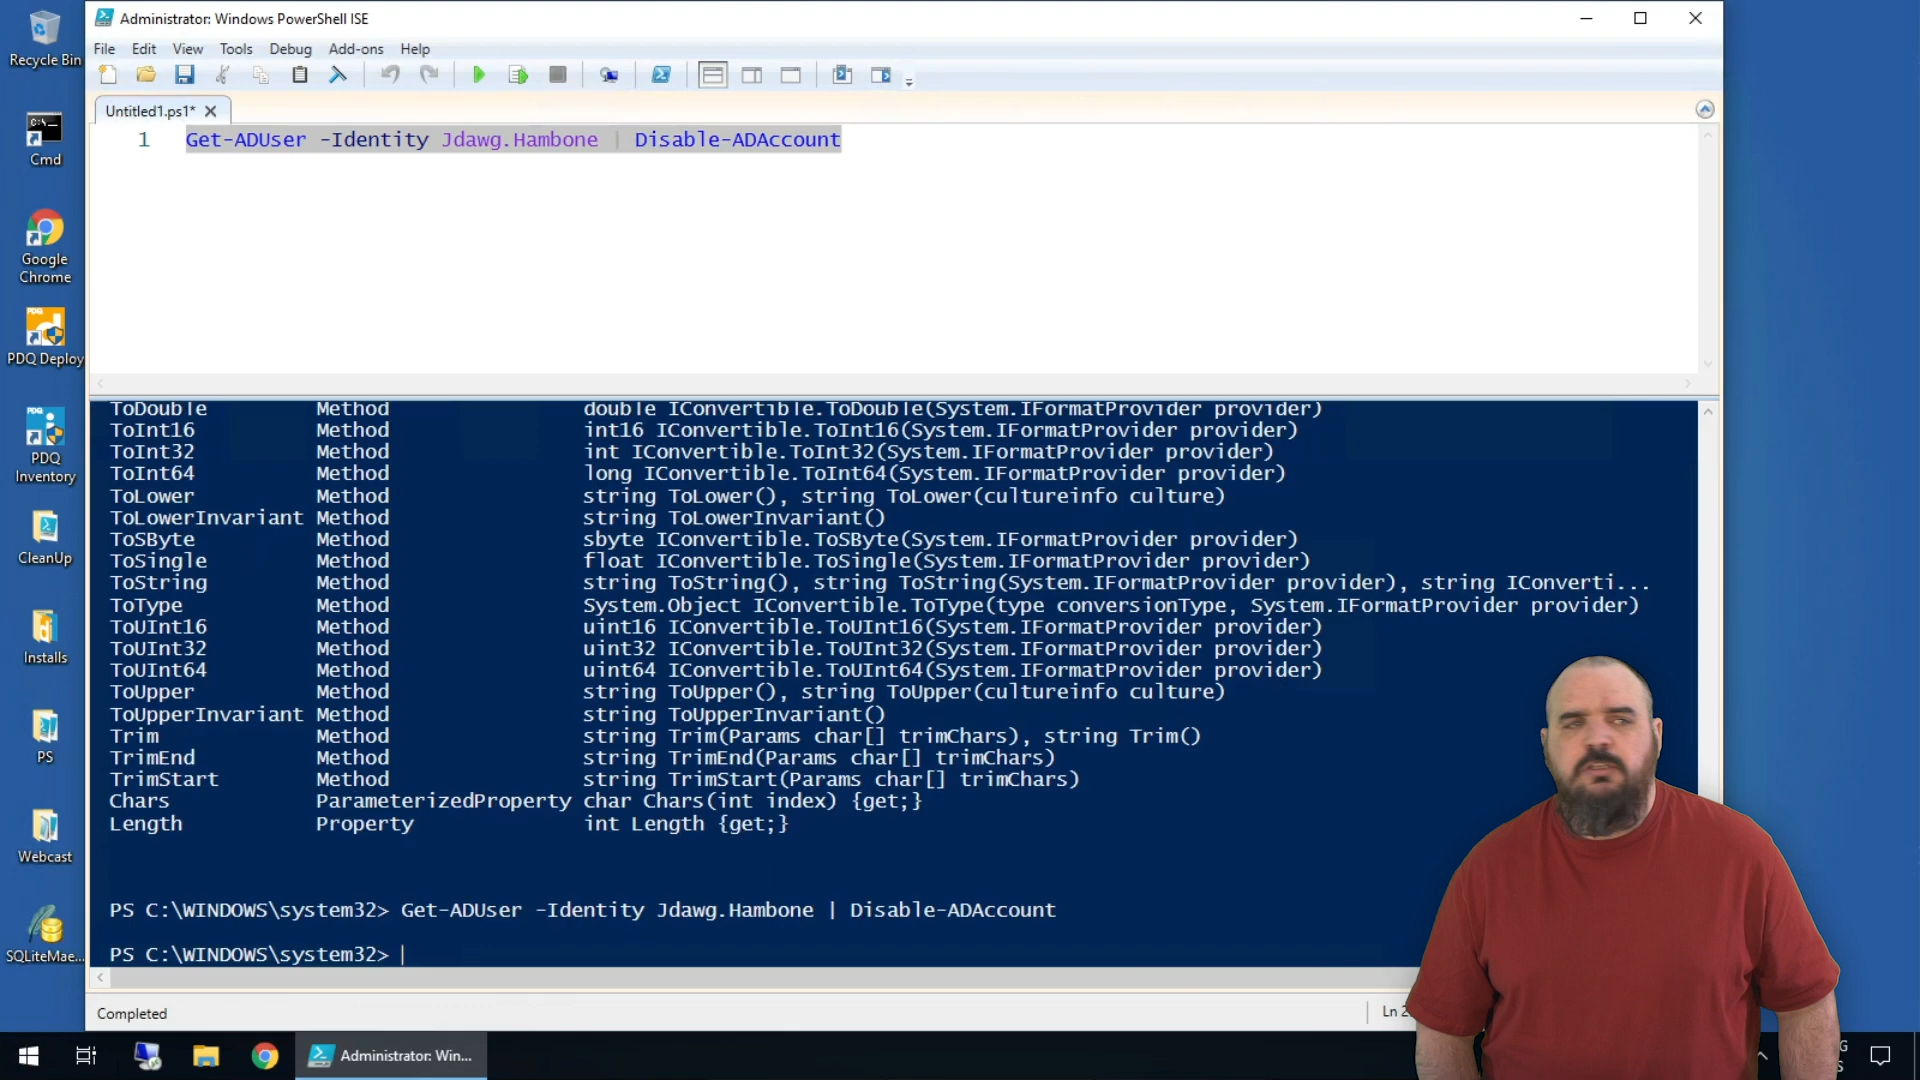 Recycle Bin
Cmd
Google
Chrome
PDQ
PDQ Deploy
PDQ
PDQ
Inventory
CleanUp
Installs
PS
Webcast
SQLiteMae...
Administrator: Windows PowerShell ISE
File Edit View Tools Debug Add-ons Help
Untitled1.ps1*
1 Get-ADUser -Identity Jdawg.Hambone | Disable-ADAccount
ToDouble Method double IConvertible.ToDouble(System.IFormatProvider provider)
ToInt16 Method int16 IConvertible.ToInt16(System.IFormatProvider provider)
ToInt32 Method int IConvertible.ToInt32(System.IFormatProvider provider)
ToInt64 Method long IConvertible.ToInt64(System.IFormatProvider provider)
ToLower Method string ToLower(), string ToLower(cultureinfo culture)
ToLowerInvariant Method string ToLowerInvariant()
ToSByte Method sbyte IConvertible.ToSByte(System.IFormatProvider provider)
ToSingle Method float IConvertible.ToSingle(System.IFormatProvider provider)
ToString Method string ToString(), string ToString(System.IFormatProvider provider), string IConverti...
ToType Method System.Object IConvertible.ToType(type conversionType, System.IFormatProvider provider)
ToUInt16 Method uint16 IConvertible.ToUInt16(System.IFormatProvider provider)
ToUInt32 Method uint32 IConvertible.ToUInt32(System.IFormatProvider provider)
ToUInt64 Method uint64 IConvertible.ToUInt64(System.IFormatProvider provider)
ToUpper Method string ToUpper(), string ToUpper(cultureinfo culture)
ToUpperInvariant Method string ToUpperInvariant()
Trim Method string Trim(Params char[] trimChars), string Trim()
TrimEnd Method string TrimEnd(Params char[] trimChars)
TrimStart Method string TrimStart(Params char[] trimChars)
Chars ParameterizedProperty char Chars(int index) {get;}
Length Property int Length {get;}
PS C:\WINDOWS\system32> Get-ADUser -Identity Jdawg.Hambone | Disable-ADAccount
PS C:\WINDOWS\system32>
Completed
Ln 2
Administrator: Win...
G
S